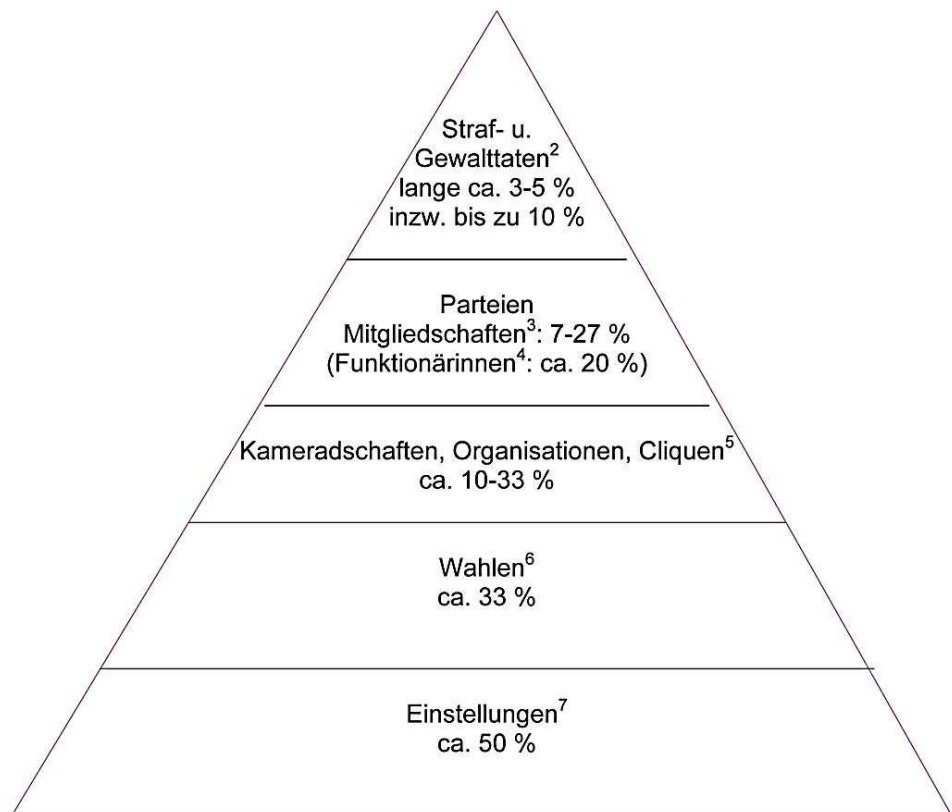 Straf- u.
Gewalttaten²
lange ca. 3-5 %
inzw. bis zu 10 %
Parteien
Mitgliedschaften³: 7-27 %
(Funktionärinnen⁴: ca. 20 %)
Kameradschaften, Organisationen, Cliquen⁵
ca. 10-33 %
Wahlen⁶
ca. 33 %
Einstellungen⁷
ca. 50 %